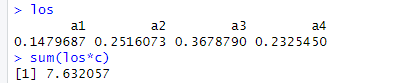 > los
a1 a2 a3 a4
0.1479687 0.2516073 0.3678790 0.2325450
> sum(los*c)
[1] 7.632057